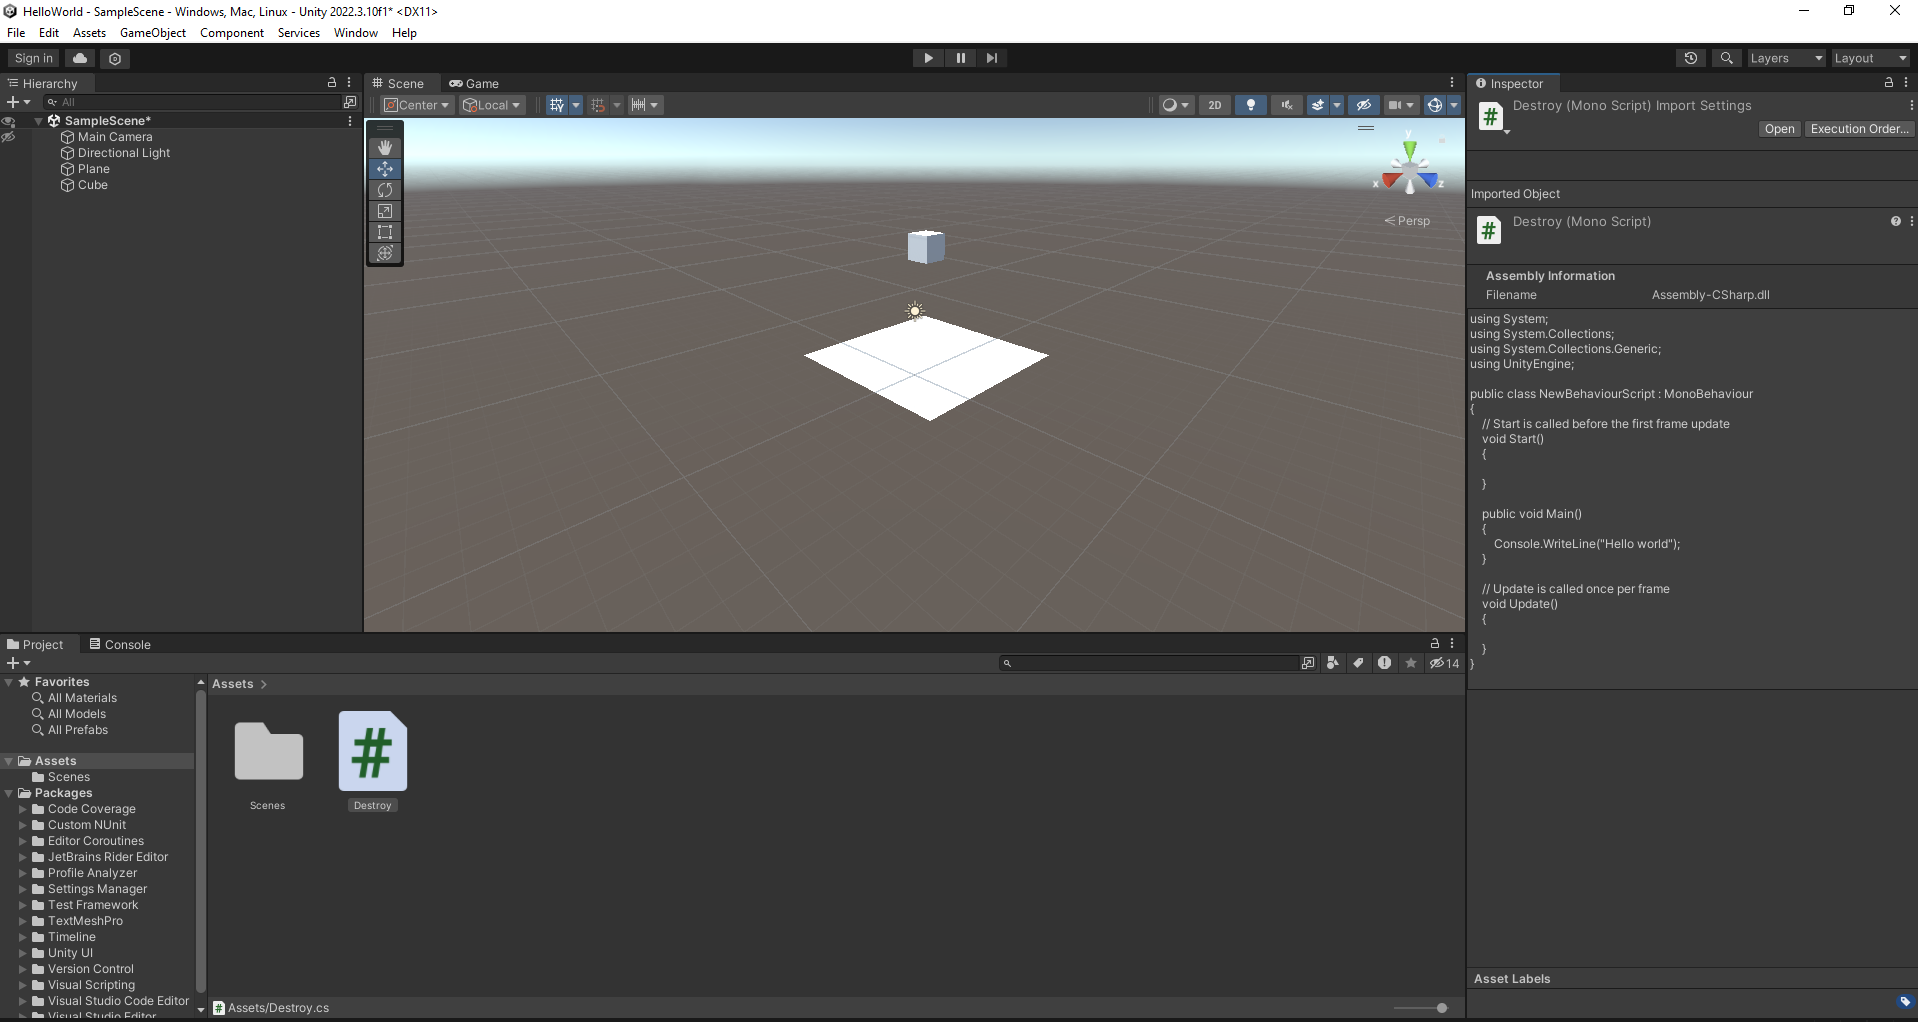 HelloWorld - SampleScene - Windows, Mac, Linux - Unity 2022.3.10f1* <DX11>
File Edit Assets GameObject Component Services Window Help
Sign in
Layers Layout
Hierarchy
All
SampleScene*
Main Camera
Directional Light
Plane
Cube
Scene Game
Center Local
2D
y
x z
Persp
Inspector
Destroy (Mono Script) Import Settings
Open Execution Order...
Imported Object
Destroy (Mono Script)
Assembly Information
Filename Assembly-CSharp.dll
using System;
using System.Collections;
using System.Collections.Generic;
using UnityEngine;
public class NewBehaviourScript : MonoBehaviour
{
// Start is called before the first frame update
void Start()
{
}
public void Main()
{
Console.WriteLine("Hello world");
}
// Update is called once per frame
void Update()
{
}
}
Asset Labels
Project Console
14
Favorites
All Materials
All Models
All Prefabs
Assets
Scenes
Packages
Code Coverage
Custom NUnit
Editor Coroutines
JetBrains Rider Editor
Profile Analyzer
Settings Manager
Test Framework
TextMeshPro
Timeline
Unity UI
Version Control
Visual Scripting
Visual Studio Code Editor
Visual Studio Editor
Assets >
Scenes
Destroy
Assets/Destroy.cs